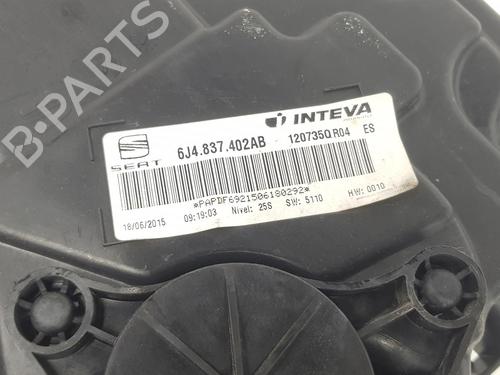 B-PARTS
INTEVA
SEAT
6J4.837.402AB
120735Q R04 ES
*PAPDF6921506180292*
18/06/2015 09:19:03 Nivel: 25S SW: 5110 HW: 0010